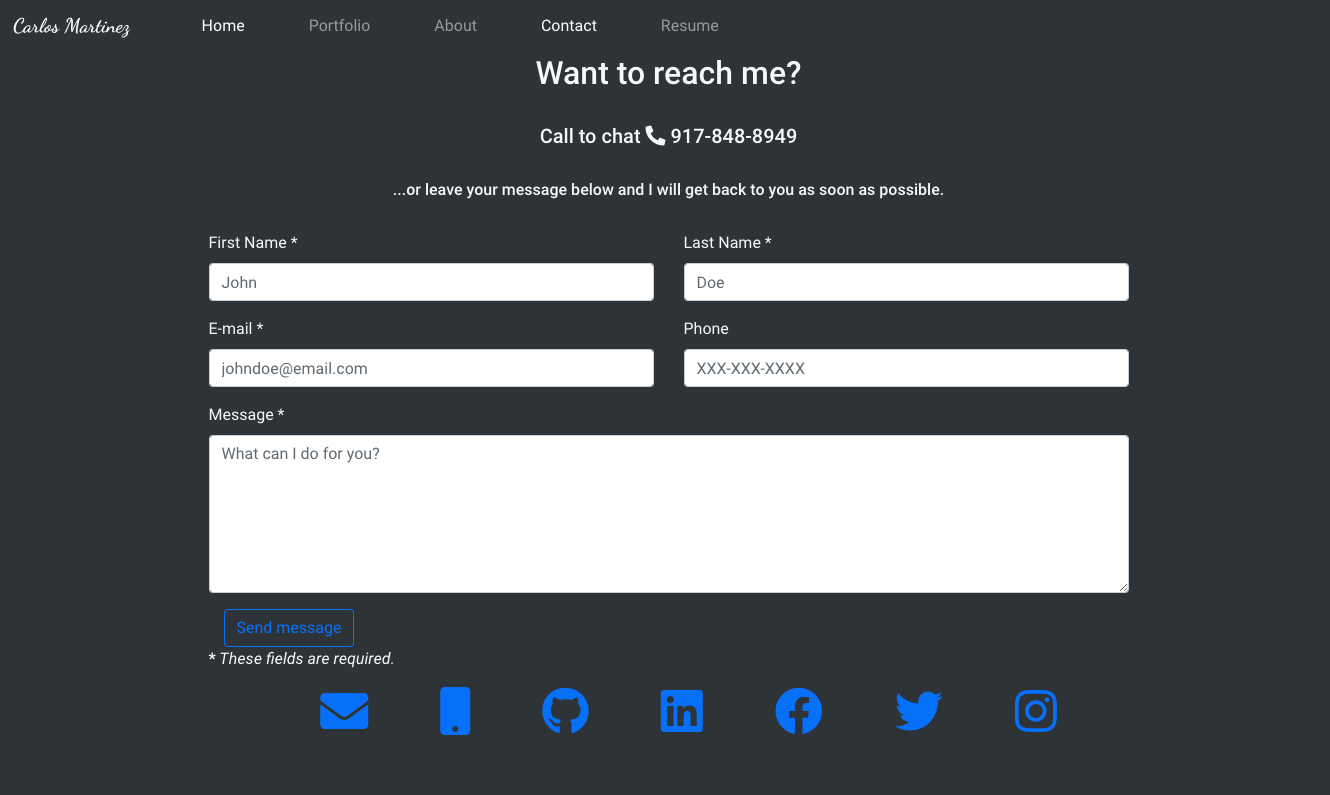 Carlos Martinez Home Portfolio About Contact Resume
Want to reach me?
Call to chat 917-848-8949
...or leave your message below and I will get back to you as soon as possible.
First Name * Last Name *
John Doe
E-mail * Phone
johndoe@email.com XXX-XXX-XXXX
Message *
What can I do for you?
Send message
* These fields are required.